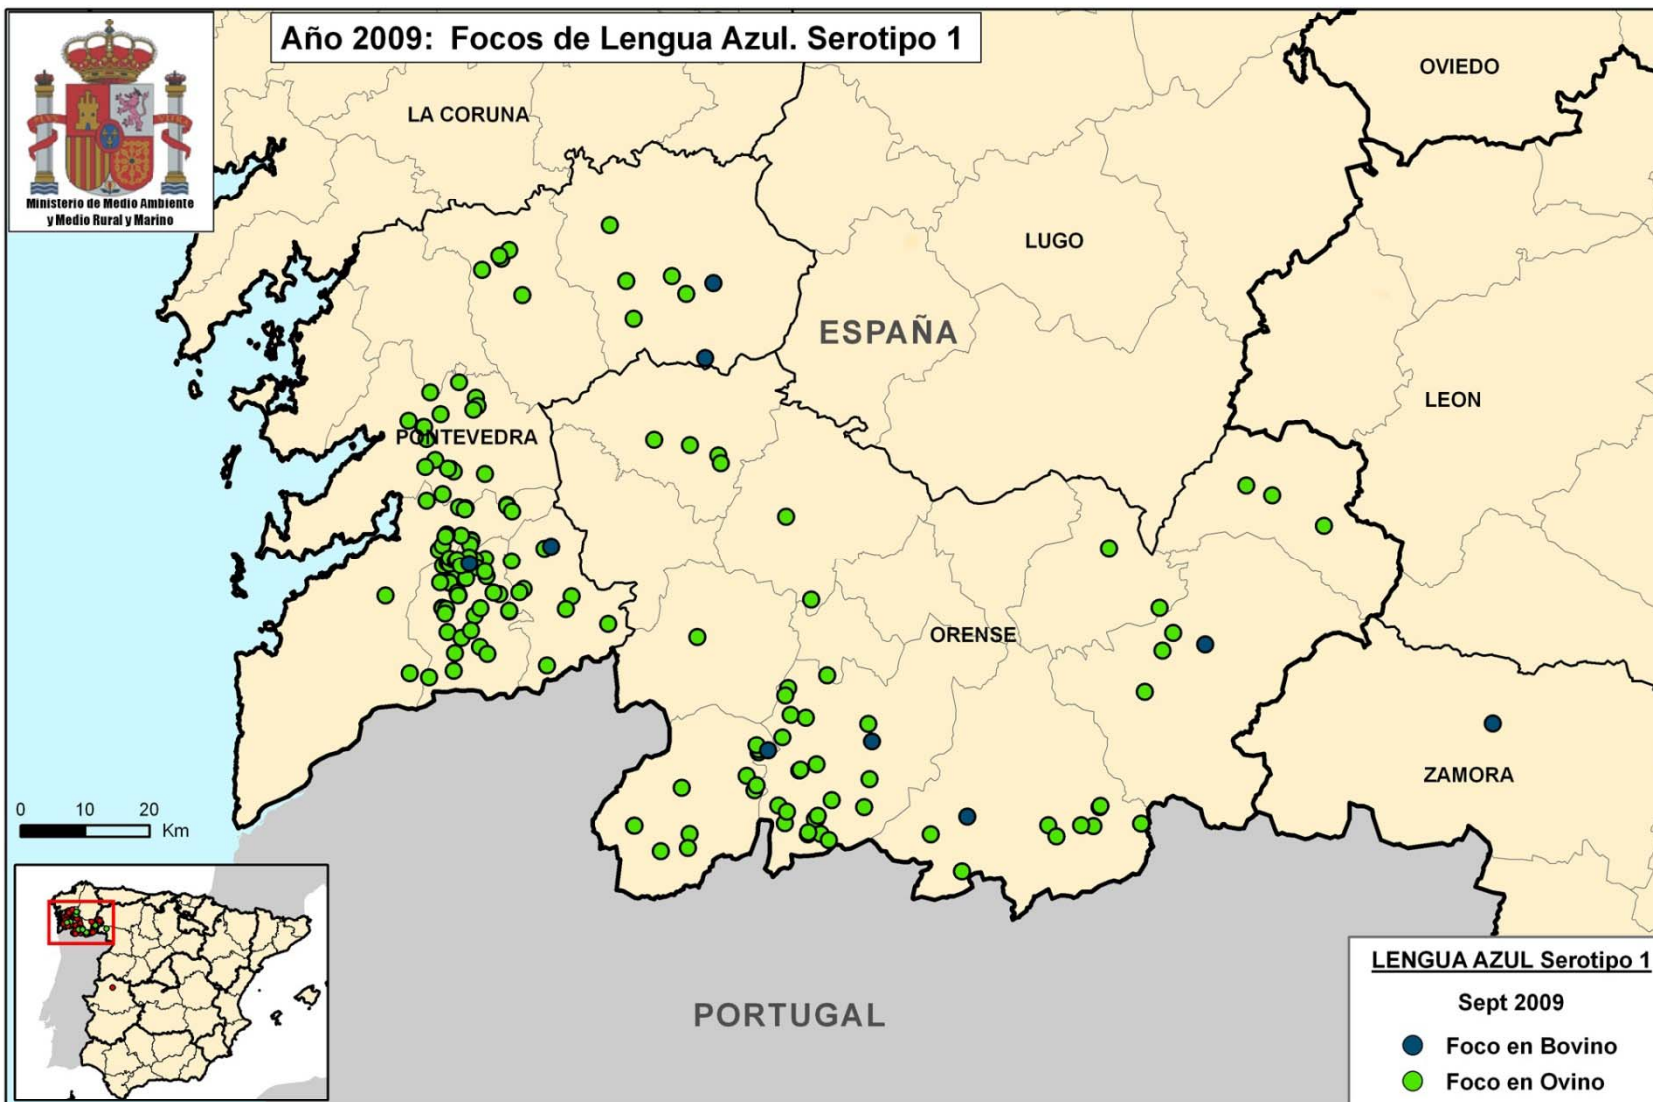 Año 2009:  Focos de Lengua Azul. Serotipo 1
Ministerio de Medio Ambiente
y Medio Rural y Marino
OVIEDO
LA CORUNA
LUGO
ESPAÑA
LEON
PONTEVEDRA
ORENSE
ZAMORA
0 10 20
Km
PORTUGAL
LENGUA AZUL Serotipo 1
Sept 2009
Foco en Bovino
Foco en Ovino